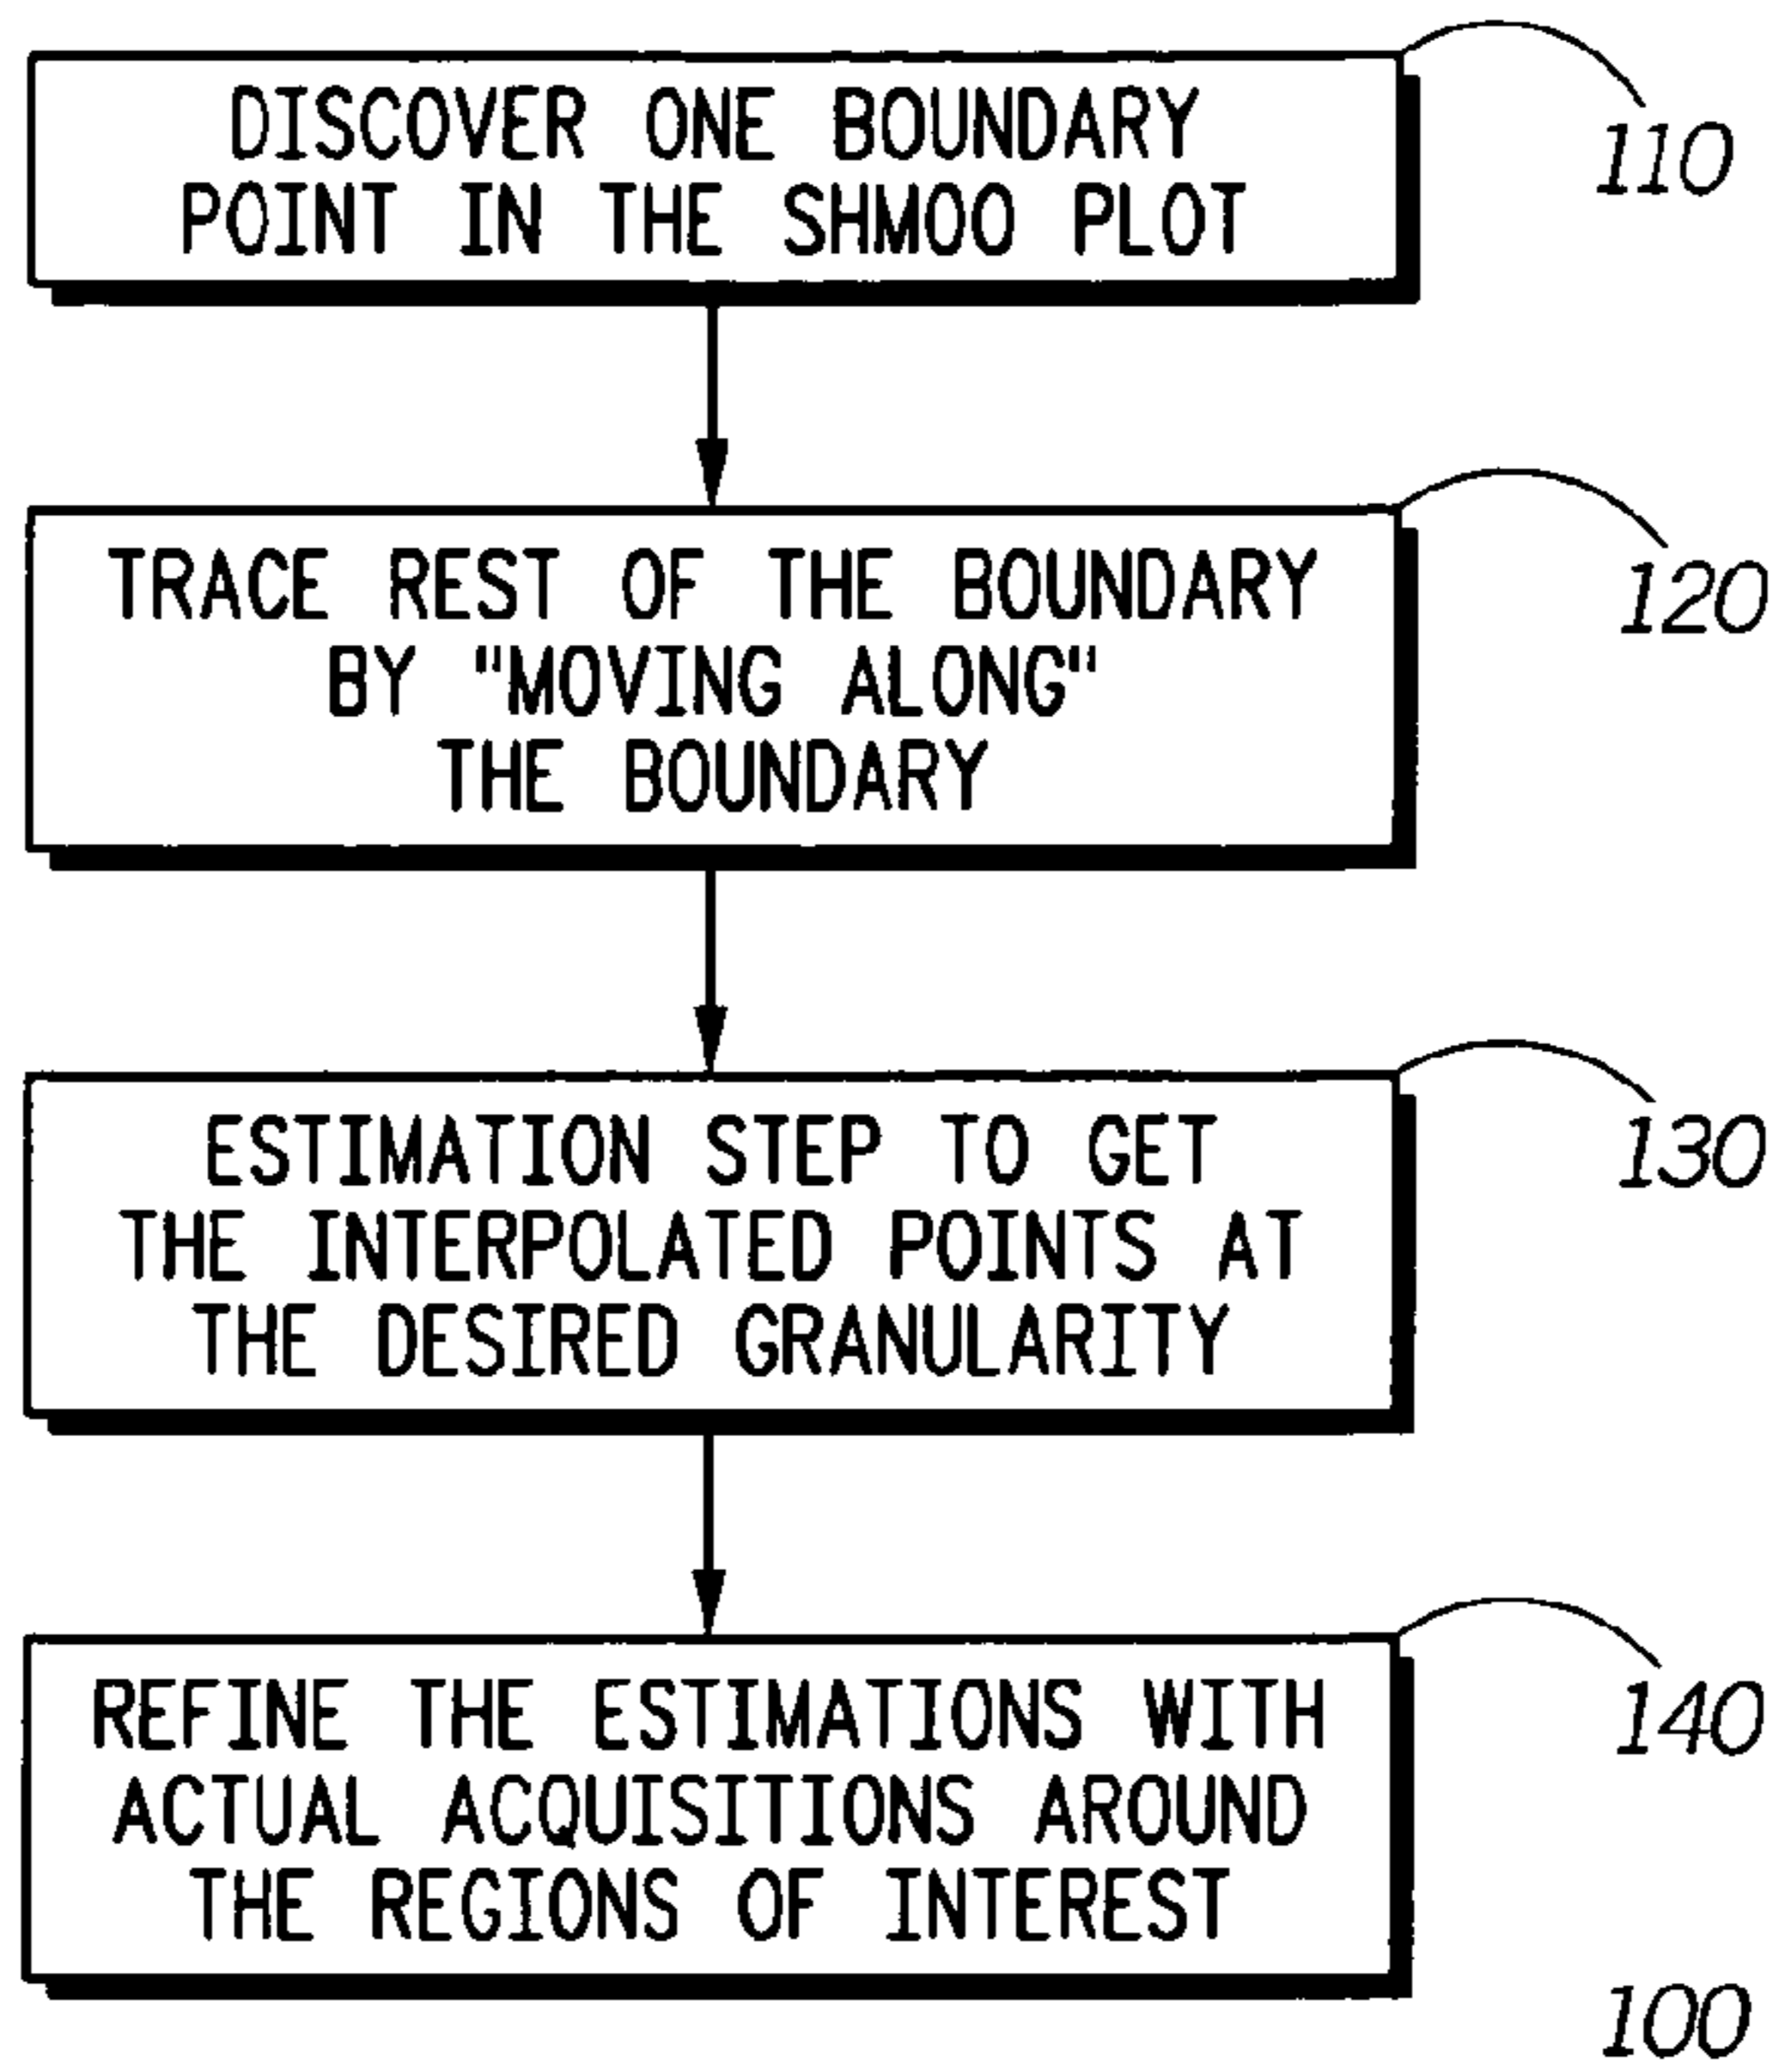 DISCOVER ONE BOUNDARY
POINT IN THE SHMOO PLOT
110
TRACE REST OF THE BOUNDARY
BY "MOVING ALONG"
THE BOUNDARY
120
ESTIMATION STEP TO GET
THE INTERPOLATED POINTS AT
THE DESIRED GRANULARITY
130
REFINE THE ESTIMATIONS WITH
ACTUAL ACQUISITIONS AROUND
THE REGIONS OF INTEREST
140
100